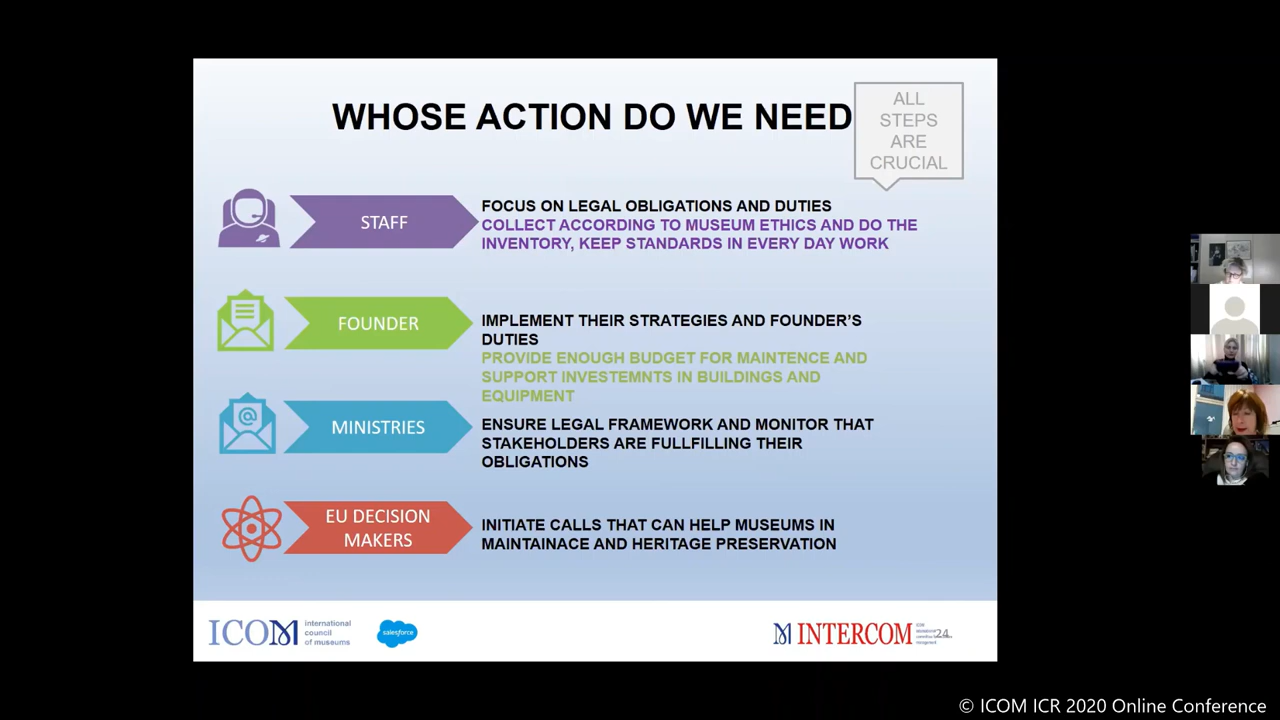 WHOSE ACTION DO WE NEED
ALL
STEPS
ARE
CRUCIAL
STAFF
FOCUS ON LEGAL OBLIGATIONS AND DUTIES
COLLECT ACCORDING TO MUSEUM ETHICS AND DO THE
INVENTORY, KEEP STANDARDS IN EVERY DAY WORK
FOUNDER
IMPLEMENT THEIR STRATEGIES AND FOUNDER'S
DUTIES
PROVIDE ENOUGH BUDGET FOR MAINTENCE AND
SUPPORT INVESTEMNTS IN BUILDINGS AND
EQUIPMENT
MINISTRIES
ENSURE LEGAL FRAMEWORK AND MONITOR THAT
STAKEHOLDERS ARE FULLFILLING THEIR
OBLIGATIONS
EU DECISION
MAKERS
INITIATE CALLS THAT CAN HELP MUSEUMS IN
MAINTAINACE AND HERITAGE PRESERVATION
ICOM
international
council
of museums
salesforce
INTERCOM
24
© ICOM ICR 2020 Online Conference